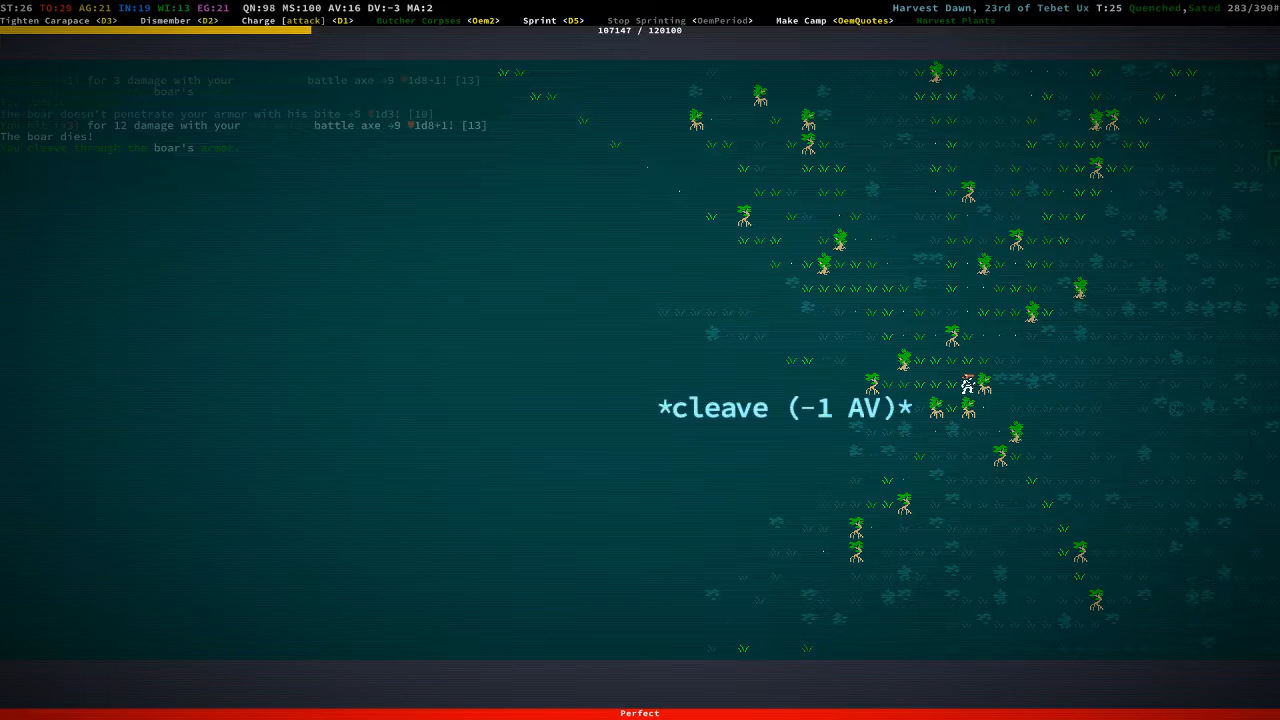 ST:26 TO:29 AG:21 IN:19 WI:13 EG:21 QN:98 MS:100 AV:16 DV:-3 MA:2 Harvest Dawn, 23rd of Tebet Ux T:25 Quenched,Sated 283/390#
Tighten Carapace <D3> Dismember <D2> Charge [attack] <D1> Butcher Corpses <Oem2> Sprint <D5> Stop Sprinting <OemPeriod> Make Camp <OemQuotes> Harvest Plants
107147 / 120100
for 3 damage with your battle axe →9 ♥1d8+1! [13]
boar's
The boar doesn't penetrate your armor with his bite →5 ♥1d3! [10]
for 12 damage with your battle axe →9 ♥1d8+1! [13]
The boar dies!
You cleave through the boar's armor.
*cleave (-1 AV)*
Perfect